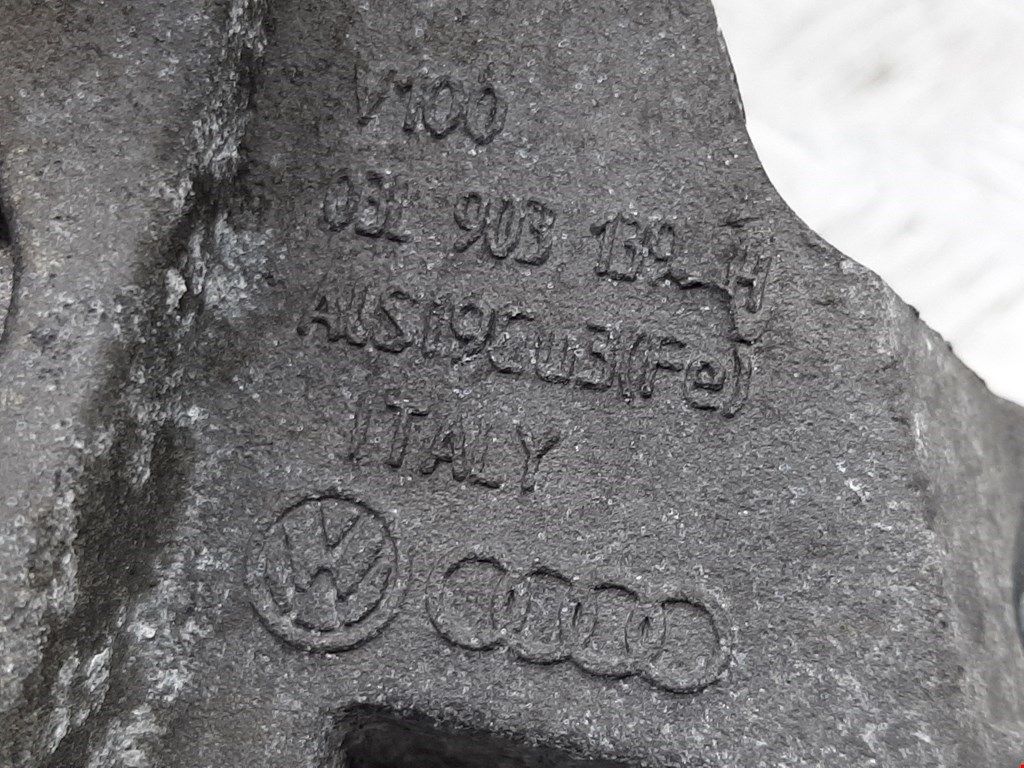 V100
03L 903 139 H
AlSi9Cu3(Fe)
ITALY